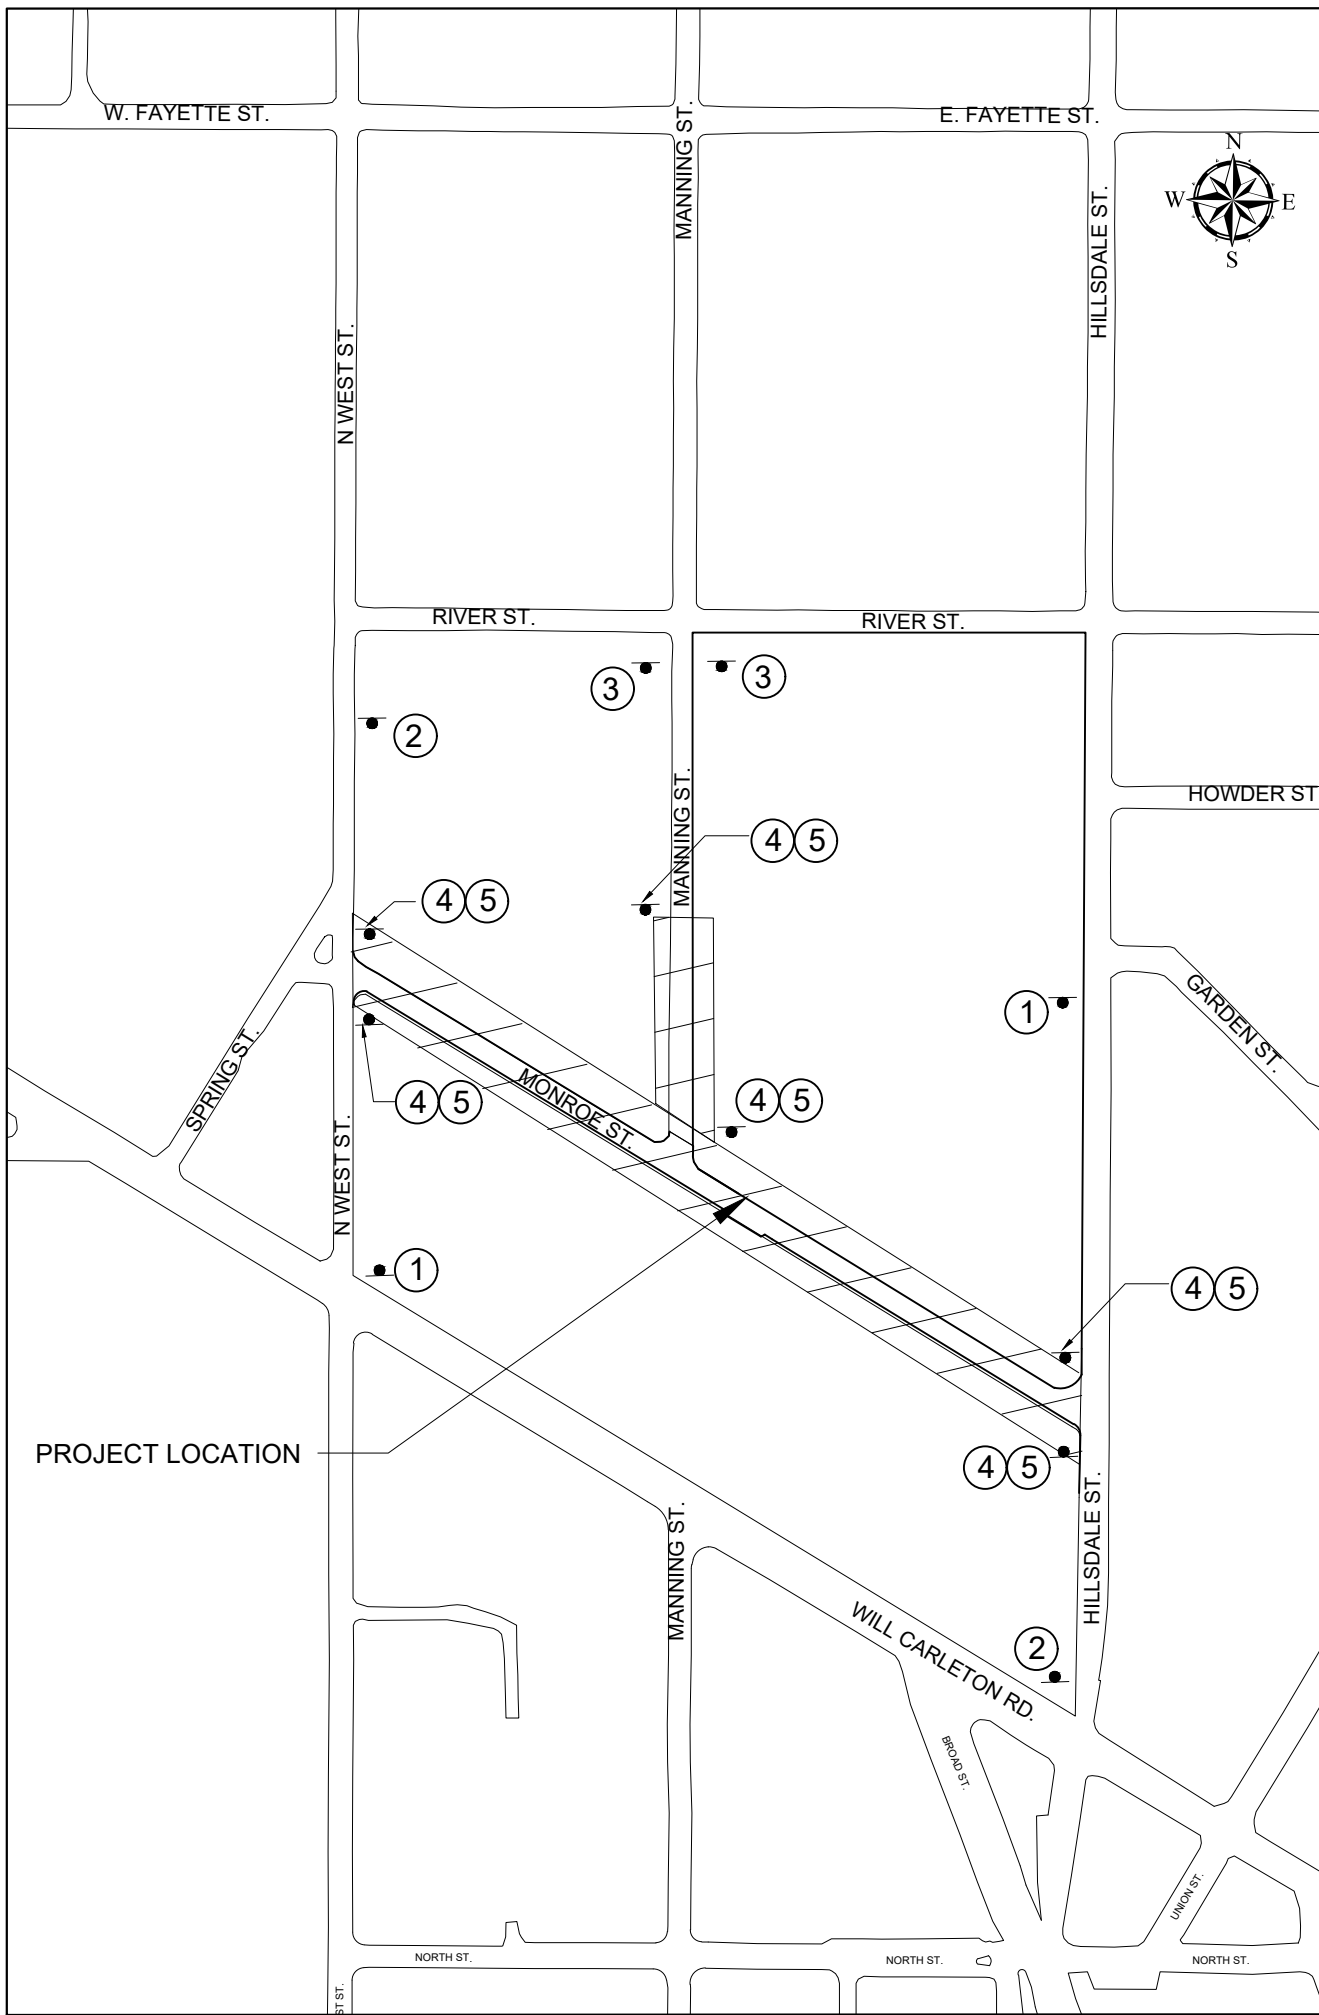 W. FAYETTE ST.
MANNING ST.
E. FAYETTE ST.
N
W
E
S
HILLSDALE ST.
N WEST ST.
RIVER ST.
RIVER ST.
3
3
2
MANNING ST.
HOWDER ST
4 5
4 5
GARDEN ST.
1
SPRING ST.
4 5
MONROE ST.
4 5
N WEST ST.
1
4 5
PROJECT LOCATION
4 5
HILLSDALE ST.
MANNING ST.
WILL CARLETON RD.
2
BROAD ST.
UNION ST.
NORTH ST.
NORTH ST.
NORTH ST.
ST ST.